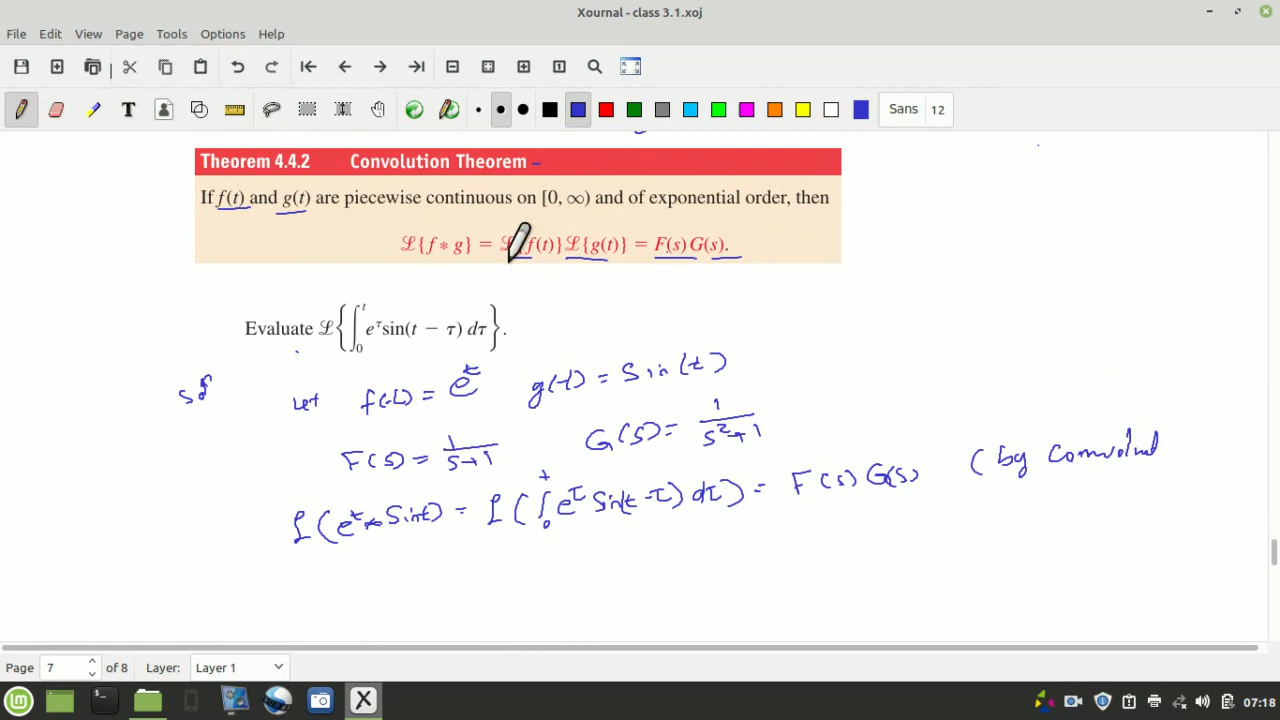 Xournal - class 3.1.xoj
File Edit View Page Tools Options Help
Sans 12
Theorem 4.4.2 Convolution Theorem
If f(t) and g(t) are piecewise continuous on [0, ∞) and of exponential order, then
ℒ{f * g} = ℒ{f(t)}ℒ{g(t)} = F(s)G(s).
Evaluate ℒ{∫₀ᵗ e^τ sin(t − τ) dτ}.
Let f(t) = e^t g(t) = Sin(t)
F(s) = 1/(s-1) G(s) = 1/(s²+1)
L(e^t * Sint) = L(∫₀ᵗ e^τ Sin(t-τ) dτ) = F(s) G(s) (by
Page 7 of 8 Layer: Layer 1
07:18